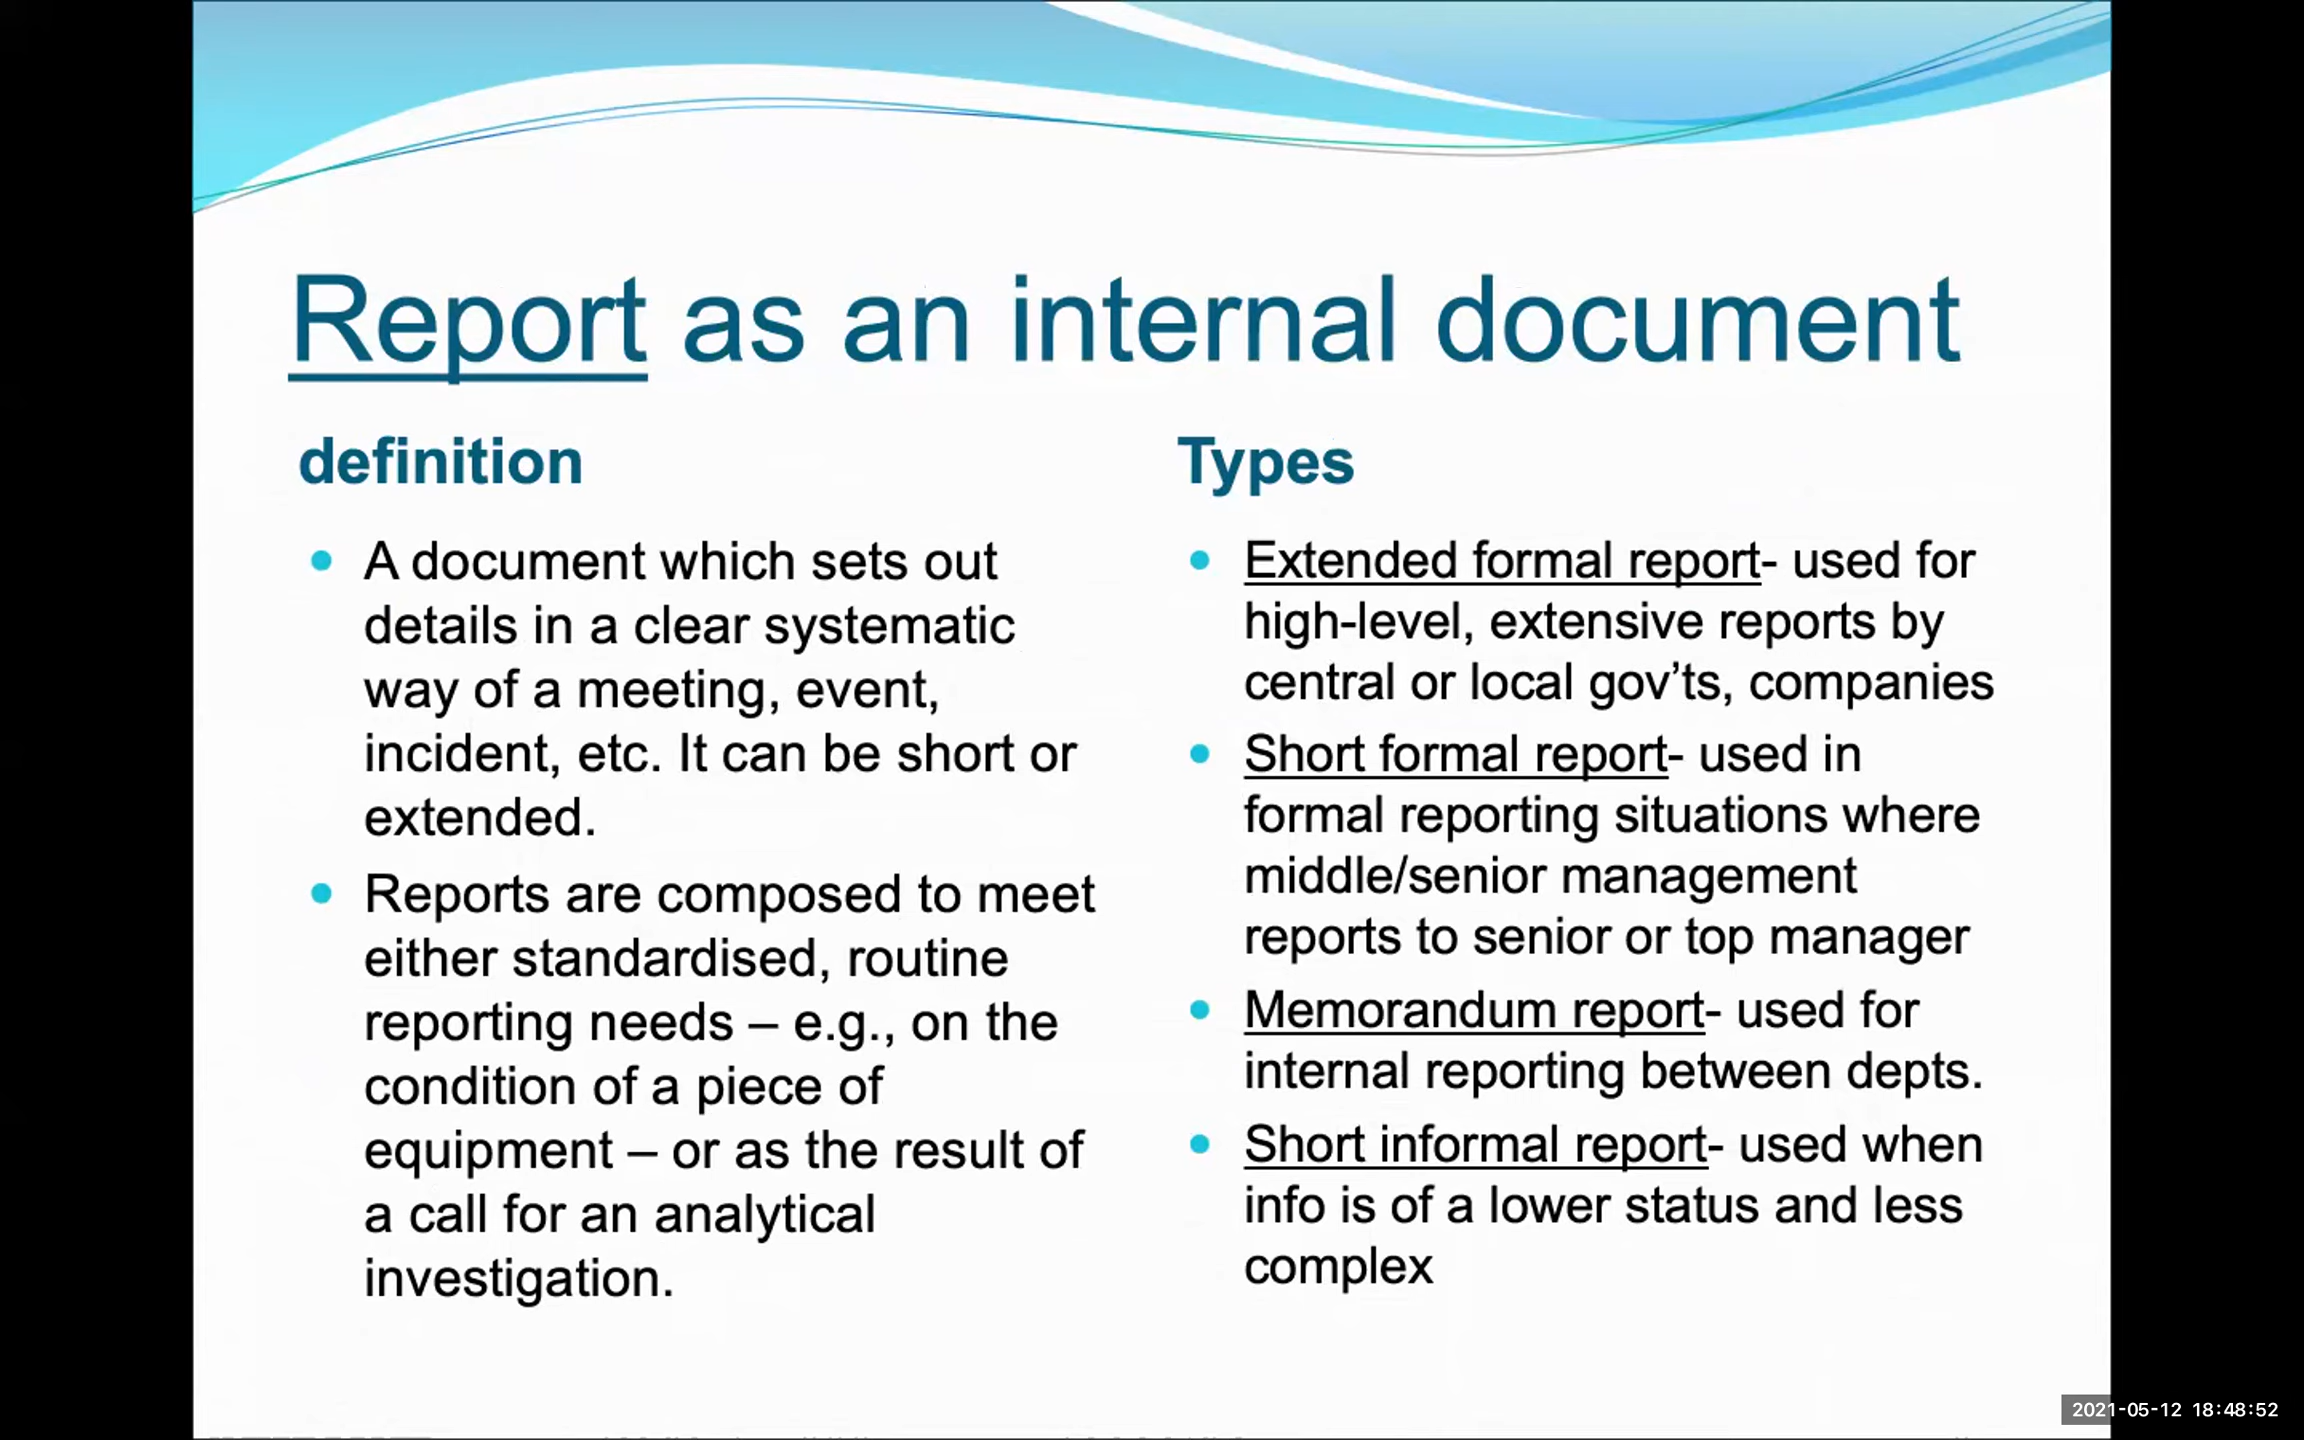 Report as an internal document
definition
A document which sets out
details in a clear systematic
way of a meeting, event,
incident, etc. It can be short or
extended.
Reports are composed to meet
either standardised, routine
reporting needs – e.g., on the
condition of a piece of
equipment – or as the result of
a call for an analytical
investigation.
Types
Extended formal report- used for
high-level, extensive reports by
central or local gov’ts, companies
Short formal report- used in
formal reporting situations where
middle/senior management
reports to senior or top manager
Memorandum report- used for
internal reporting between depts.
Short informal report- used when
info is of a lower status and less
complex
2021-05-12 18:48:52